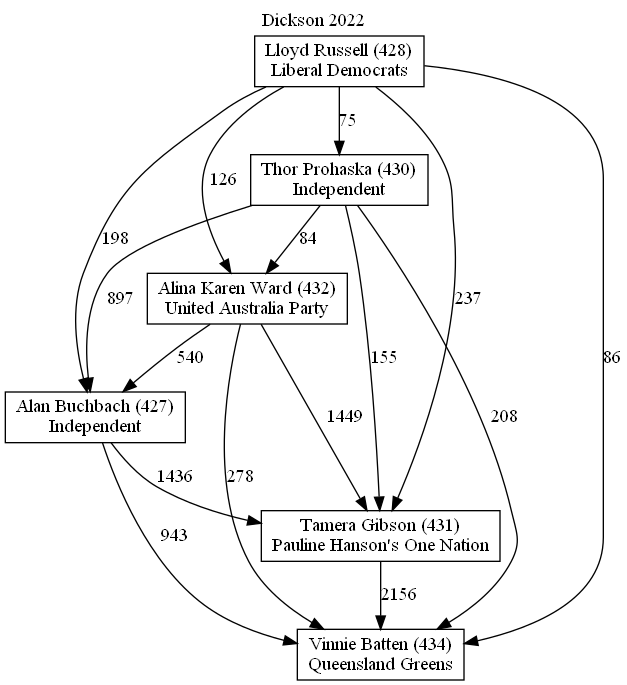 Dickson 2022
Lloyd Russell (428)
Liberal Democrats
75
Thor Prohaska (430)
Independent
126
198
84
Alina Karen Ward (432)
United Australia Party
897
237
540
155
86
Alan Buchbach (427)
Independent
1449
208
1436
278
Tamera Gibson (431)
Pauline Hanson's One Nation
943
2156
Vinnie Batten (434)
Queensland Greens